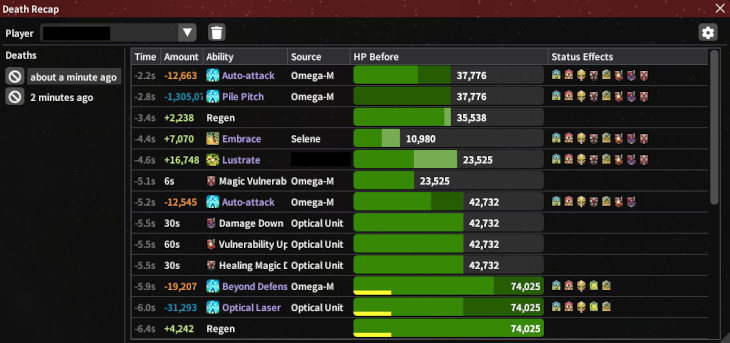 Death Recap
Player
Deaths
about a minute ago
2 minutes ago
Time Amount Ability Source HP Before Status Effects
-2.2s -12,663 Auto-attack Omega-M 37,776
-2.8s -1,305,07 Pile Pitch Omega-M 37,776
-3.4s +2,238 Regen 35,538
-4.4s +7,070 Embrace Selene 10,980
-4.6s +16,748 Lustrate 23,525
-5.1s 6s Magic Vulnerab Omega-M 23,525
-5.2s -12,545 Auto-attack Omega-M 42,732
-5.5s 30s Damage Down Optical Unit 42,732
-5.5s 60s Vulnerability Up Optical Unit 42,732
-5.5s 30s Healing Magic D Optical Unit 42,732
-5.9s -19,207 Beyond Defens Omega-M 74,025
-6.0s -31,293 Optical Laser Optical Unit 74,025
-6.4s +4,242 Regen 74,025